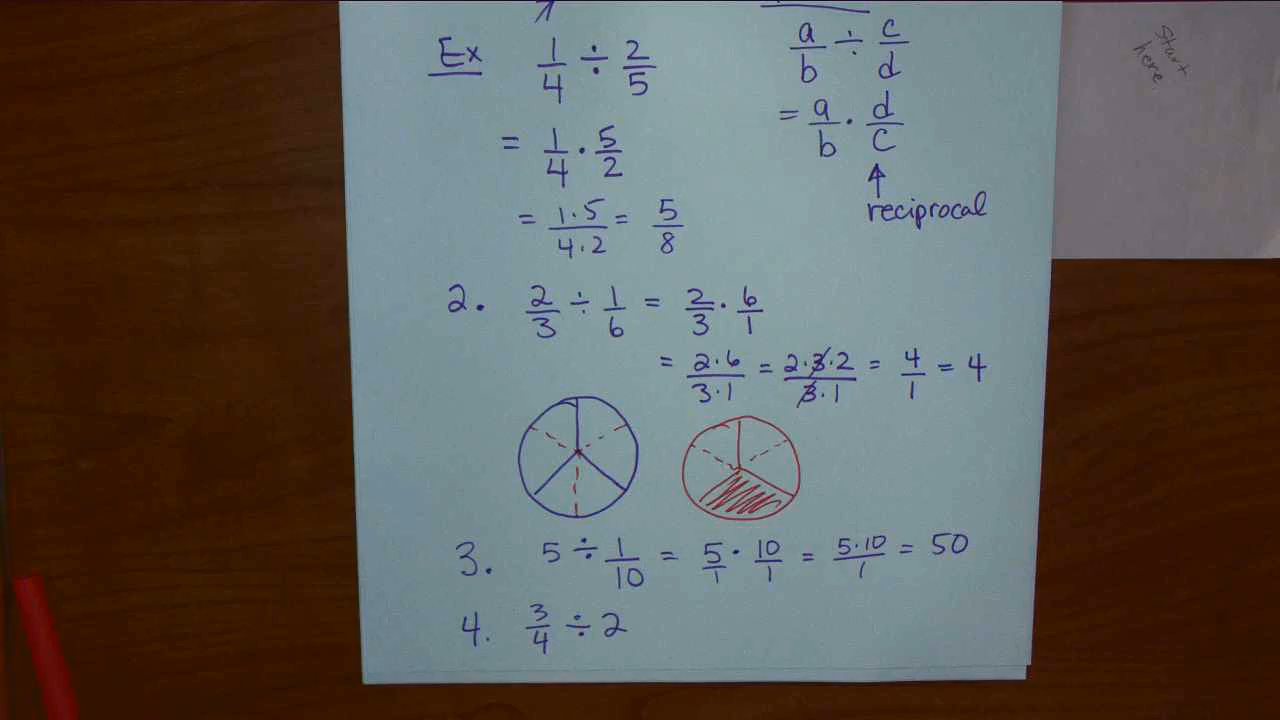 Ex 1/4 ÷ 2/5
= 1/4 · 5/2
= 1·5/4·2 = 5/8
a/b ÷ c/d
= a/b · d/c
reciprocal
2. 2/3 ÷ 1/6 = 2/3 · 6/1
= 2·6/3·1 = 2·3·2/3·1 = 4/1 = 4
3. 5 ÷ 1/10 = 5/1 · 10/1 = 5·10/1 = 50
4. 3/4 ÷ 2
Start
here